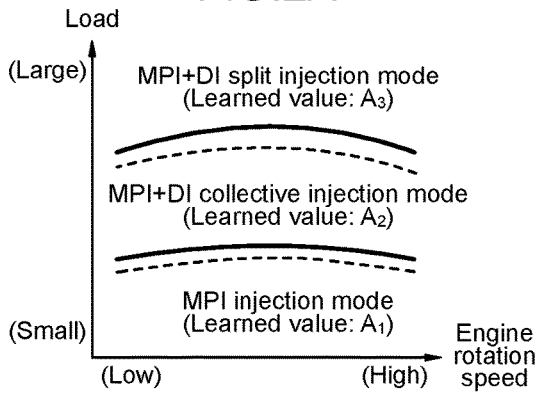 Load
(Large)
MPI+DI split injection mode
(Learned value: A₃)
MPI+DI collective injection mode
(Learned value: A₂)
MPI injection mode
(Learned value: A₁)
(Small)
(Low)
(High)
Engine
rotation
speed